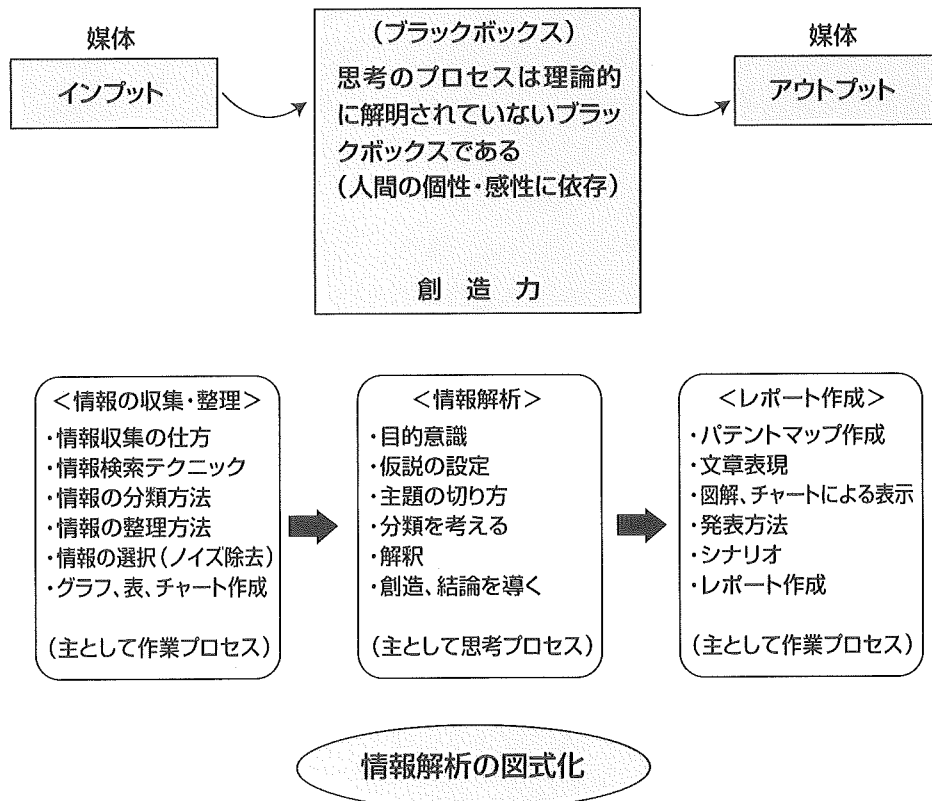 媒体
インプット
(ブラックボックス)
思考のプロセスは理論的
に解明されていないブラッ
クボックスである
(人間の個性・感性に依存)
創 造 力
媒体
アウトプット
<情報の収集・整理>
・情報収集の仕方
・情報検索テクニック
・情報の分類方法
・情報の整理方法
・情報の選択(ノイズ除去)
・グラフ、表、チャート作成
(主として作業プロセス)
<情報解析>
・目的意識
・仮説の設定
・主題の切り方
・分類を考える
・解釈
・創造、結論を導く
(主として思考プロセス)
<レポート作成>
・パテントマップ作成
・文章表現
・図解、チャートによる表示
・発表方法
・シナリオ
・レポート作成
(主として作業プロセス)
情報解析の図式化